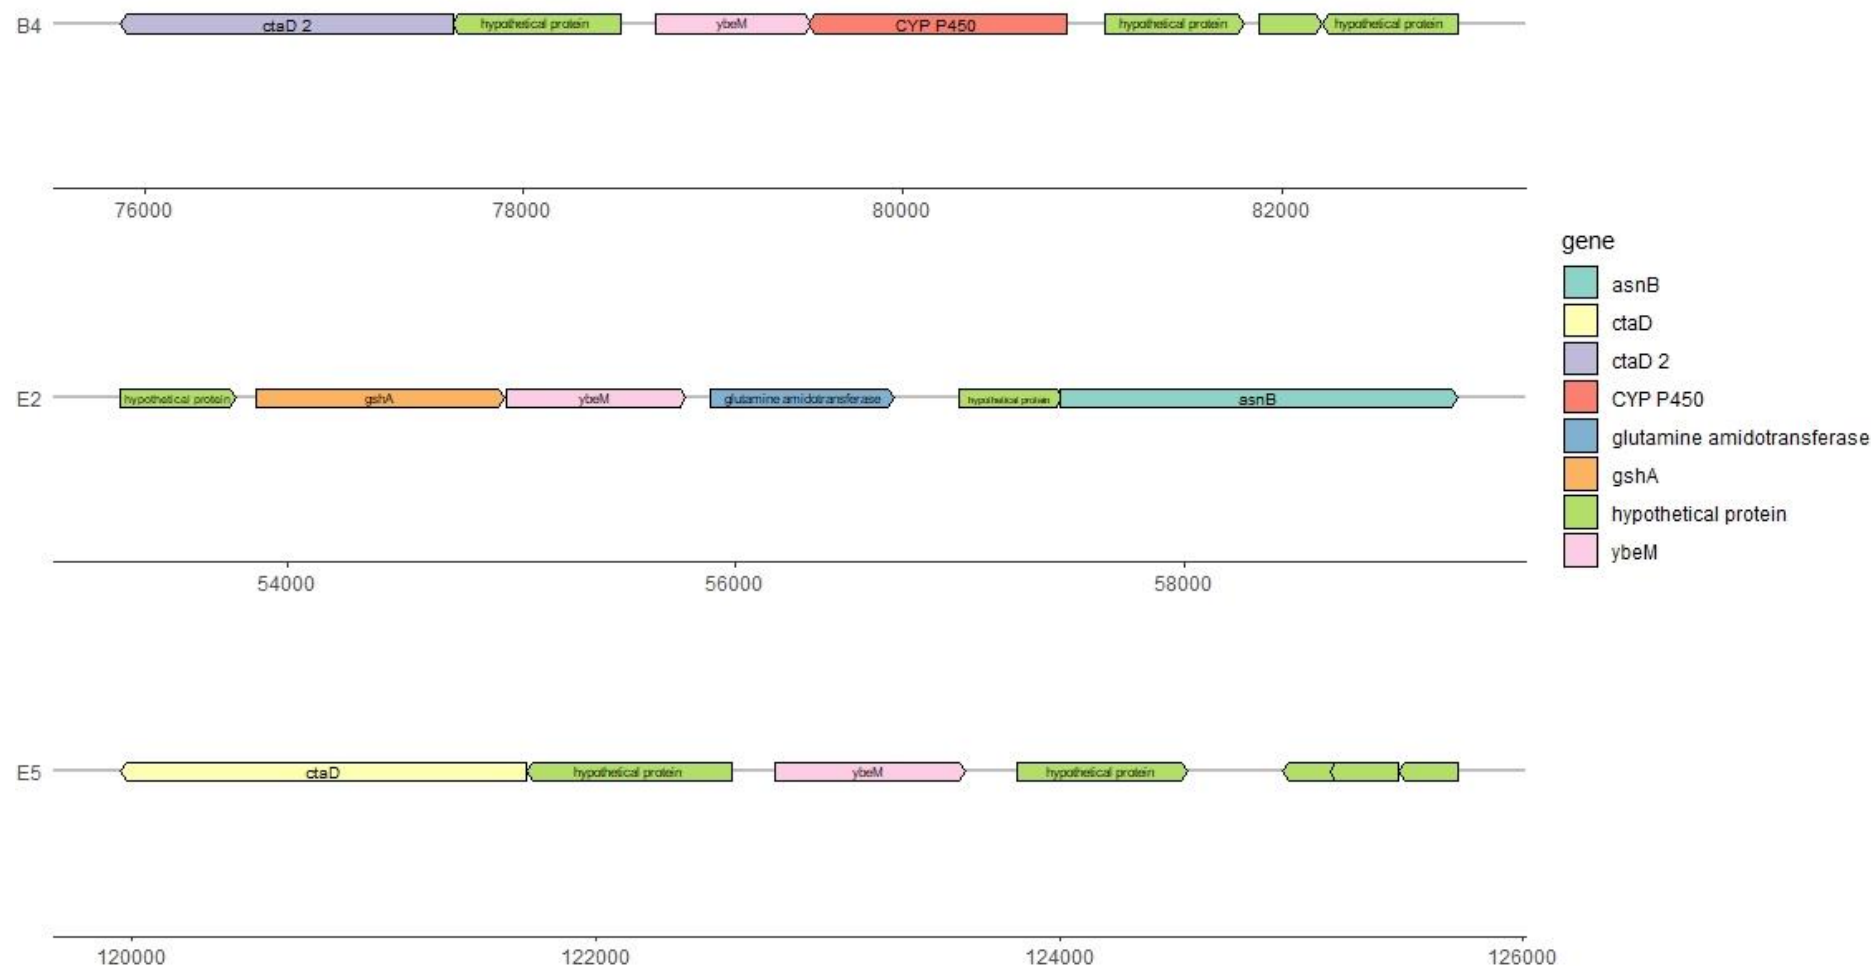 B4
ctaD 2
hypothetical protein
ybeM
CYP P450
hypothetical protein
hypothetical protein
76000
78000
80000
82000
gene
asnB
ctaD
ctaD 2
CYP P450
glutamine amidotransferase
gshA
hypothetical protein
ybeM
E2
hypothetical protein
gshA
ybeM
glutamine amidotransferase
hypothetical protein
asnB
54000
56000
58000
E5
ctaD
hypothetical protein
ybeM
hypothetical protein
120000
122000
124000
126000